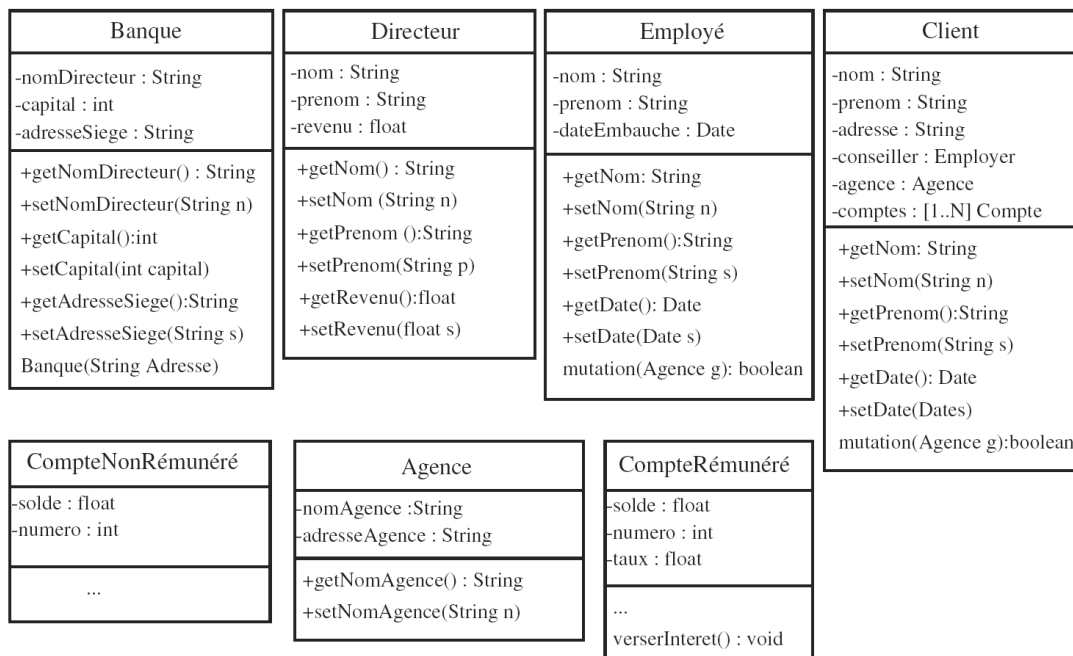 Banque
-nomDirecteur : String
-capital : int
-adresseSiege : String
+getNomDirecteur() : String
+setNomDirecteur(String n)
+getCapital():int
+setCapital(int capital)
+getAdresseSiege():String
+setAdresseSiege(String s)
Banque(String Adresse)
Directeur
-nom : String
-prenom : String
-revenu : float
+getNom() : String
+setNom (String n)
+getPrenom ():String
+setPrenom(String p)
+getRevenu():float
+setRevenu(float s)
Employé
-nom : String
-prenom : String
-dateEmbauche : Date
+getNom: String
+setNom(String n)
+getPrenom():String
+setPrenom(String s)
+getDate(): Date
+setDate(Date s)
mutation(Agence g): boolean
Client
-nom : String
-prenom : String
-adresse : String
-conseiller : Employer
-agence : Agence
-comptes : [1..N] Compte
+getNom: String
+setNom(String n)
+getPrenom():String
+setPrenom(String s)
+getDate(): Date
+setDate(Dates)
mutation(Agence g):boolean
CompteNonRémunéré
-solde : float
-numero : int
...
Agence
-nomAgence :String
-adresseAgence : String
+getNomAgence() : String
+setNomAgence(String n)
CompteRémunéré
-solde : float
-numero : int
-taux : float
...
verserInteret() : void